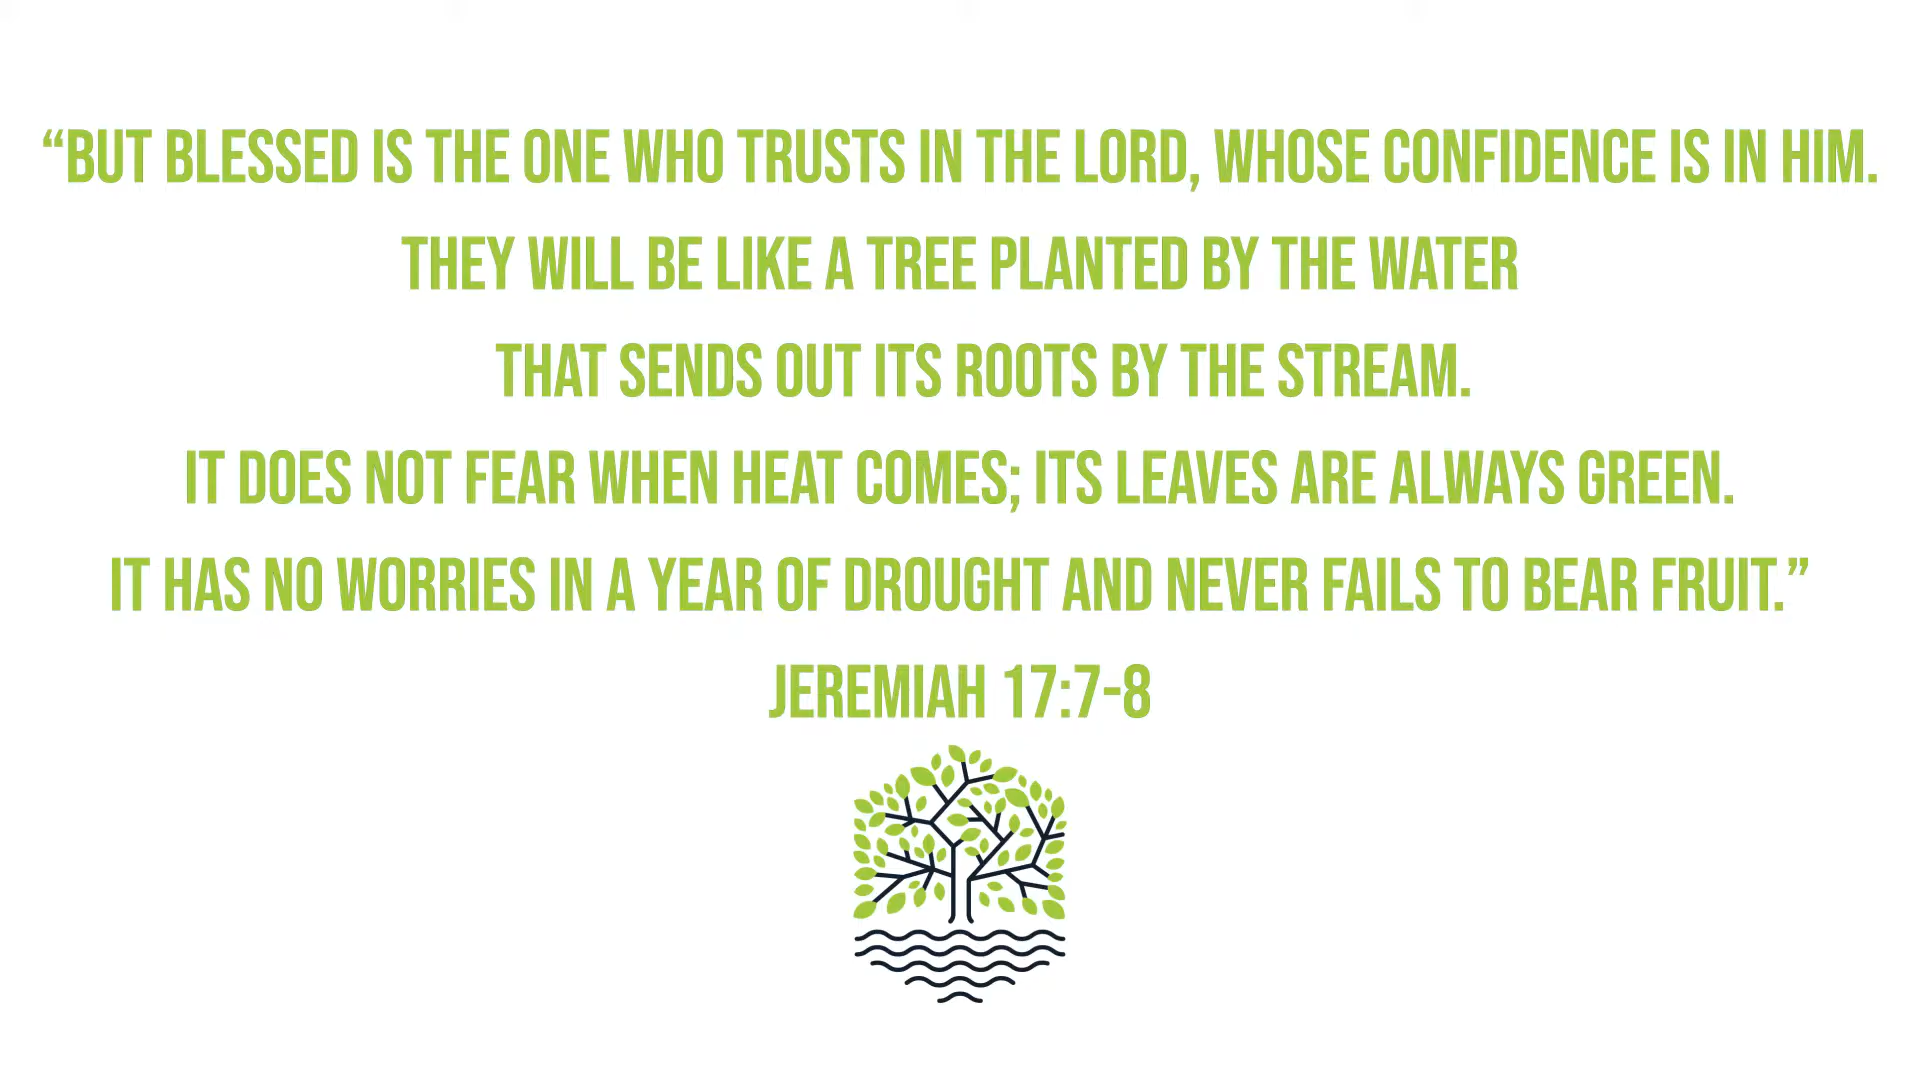 “BUT BLESSED IS THE ONE WHO TRUSTS IN THE LORD, WHOSE CONFIDENCE IS IN HIM.
THEY WILL BE LIKE A TREE PLANTED BY THE WATER
THAT SENDS OUT ITS ROOTS BY THE STREAM.
IT DOES NOT FEAR WHEN HEAT COMES; ITS LEAVES ARE ALWAYS GREEN.
IT HAS NO WORRIES IN A YEAR OF DROUGHT AND NEVER FAILS TO BEAR FRUIT.”
JEREMIAH 17:7-8